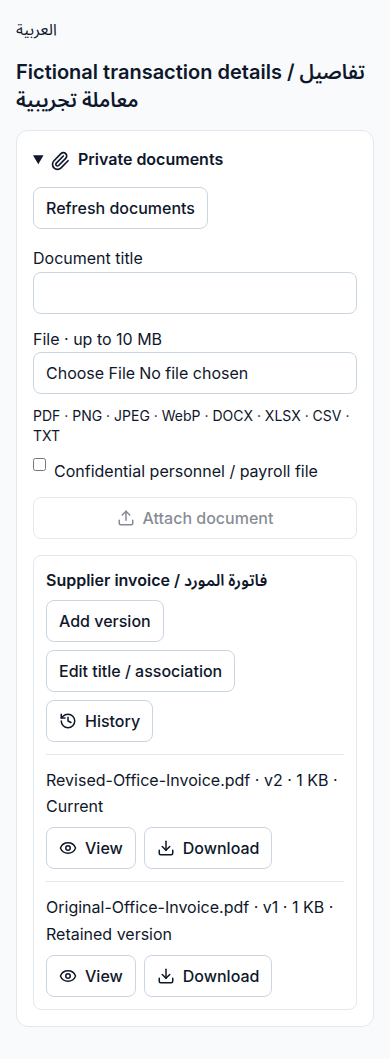 العربية
Fictional transaction details / تفاصيل
معاملة تجريبية
Private documents
Refresh documents
Document title
File · up to 10 MB
Choose File No file chosen
PDF · PNG · JPEG · WebP · DOCX · XLSX · CSV ·
TXT
Confidential personnel / payroll file
Attach document
Supplier invoice / فاتورة المورد
Add version
Edit title / association
History
Revised-Office-Invoice.pdf · v2 · 1 KB ·
Current
View Download
Original-Office-Invoice.pdf · v1 · 1 KB ·
Retained version
View Download